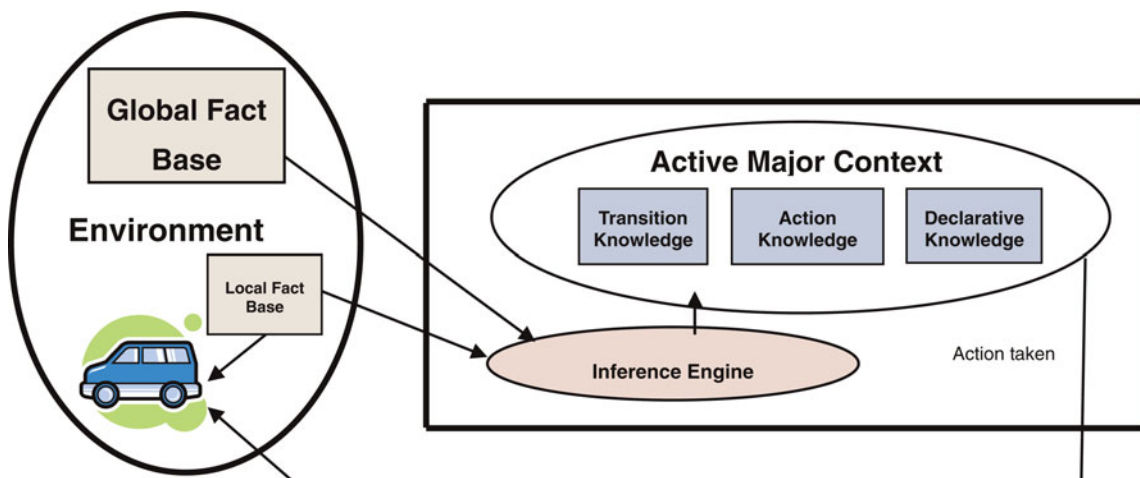 Global Fact
Base
Environment
Local Fact
Base
Active Major Context
Transition
Knowledge
Action
Knowledge
Declarative
Knowledge
Inference Engine
Action taken